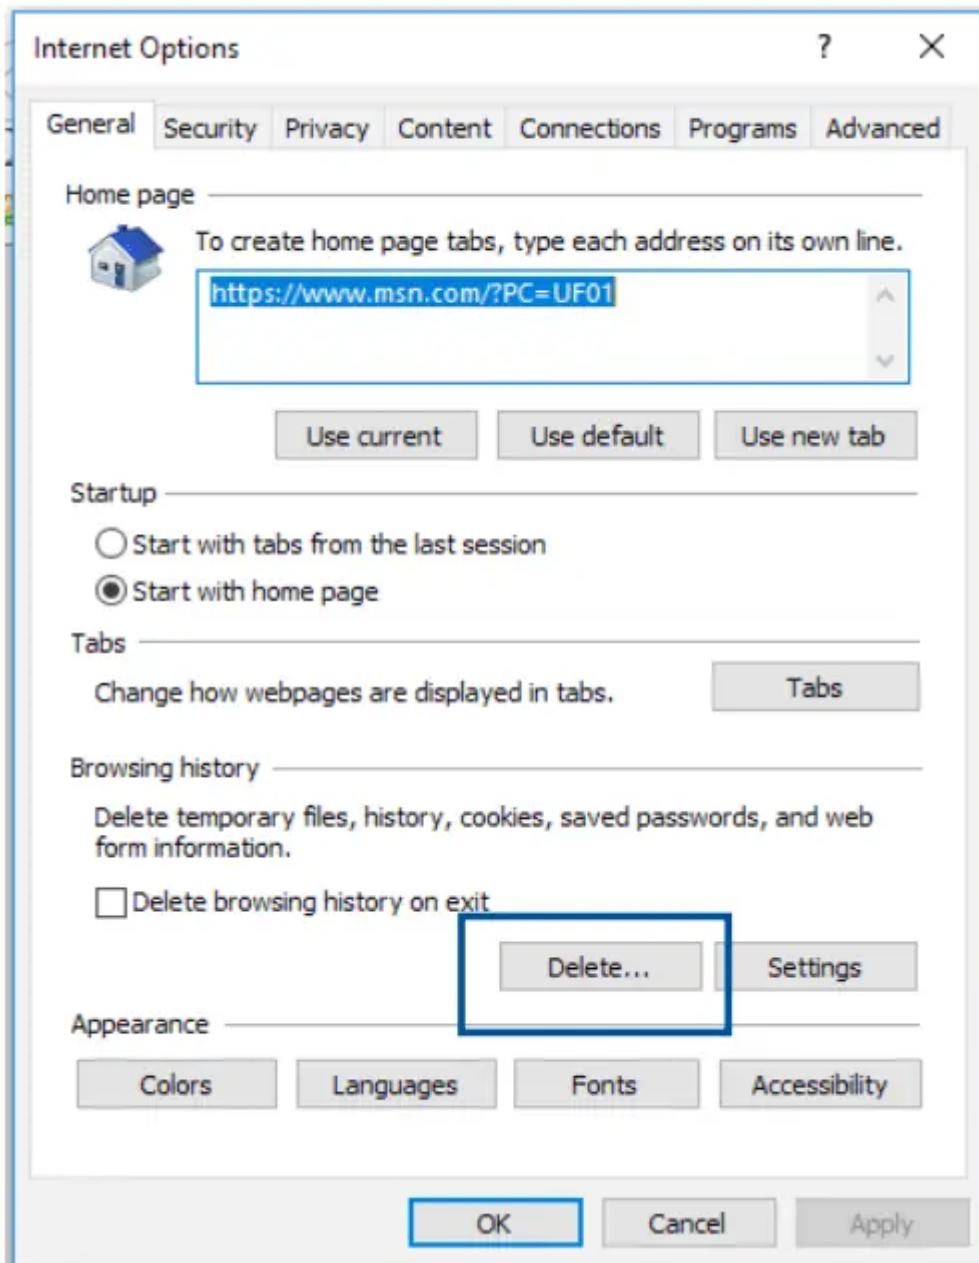 Internet Options ?
General Security Privacy Content Connections Programs Advanced
Home page
To create home page tabs, type each address on its own line.
https://www.msn.com/?PC=UF01
Use current Use default Use new tab
Startup
Start with tabs from the last session
Start with home page
Tabs
Change how webpages are displayed in tabs. Tabs
Browsing history
Delete temporary files, history, cookies, saved passwords, and web
form information.
Delete browsing history on exit
Delete... Settings
Appearance
Colors Languages Fonts Accessibility
OK Cancel Apply